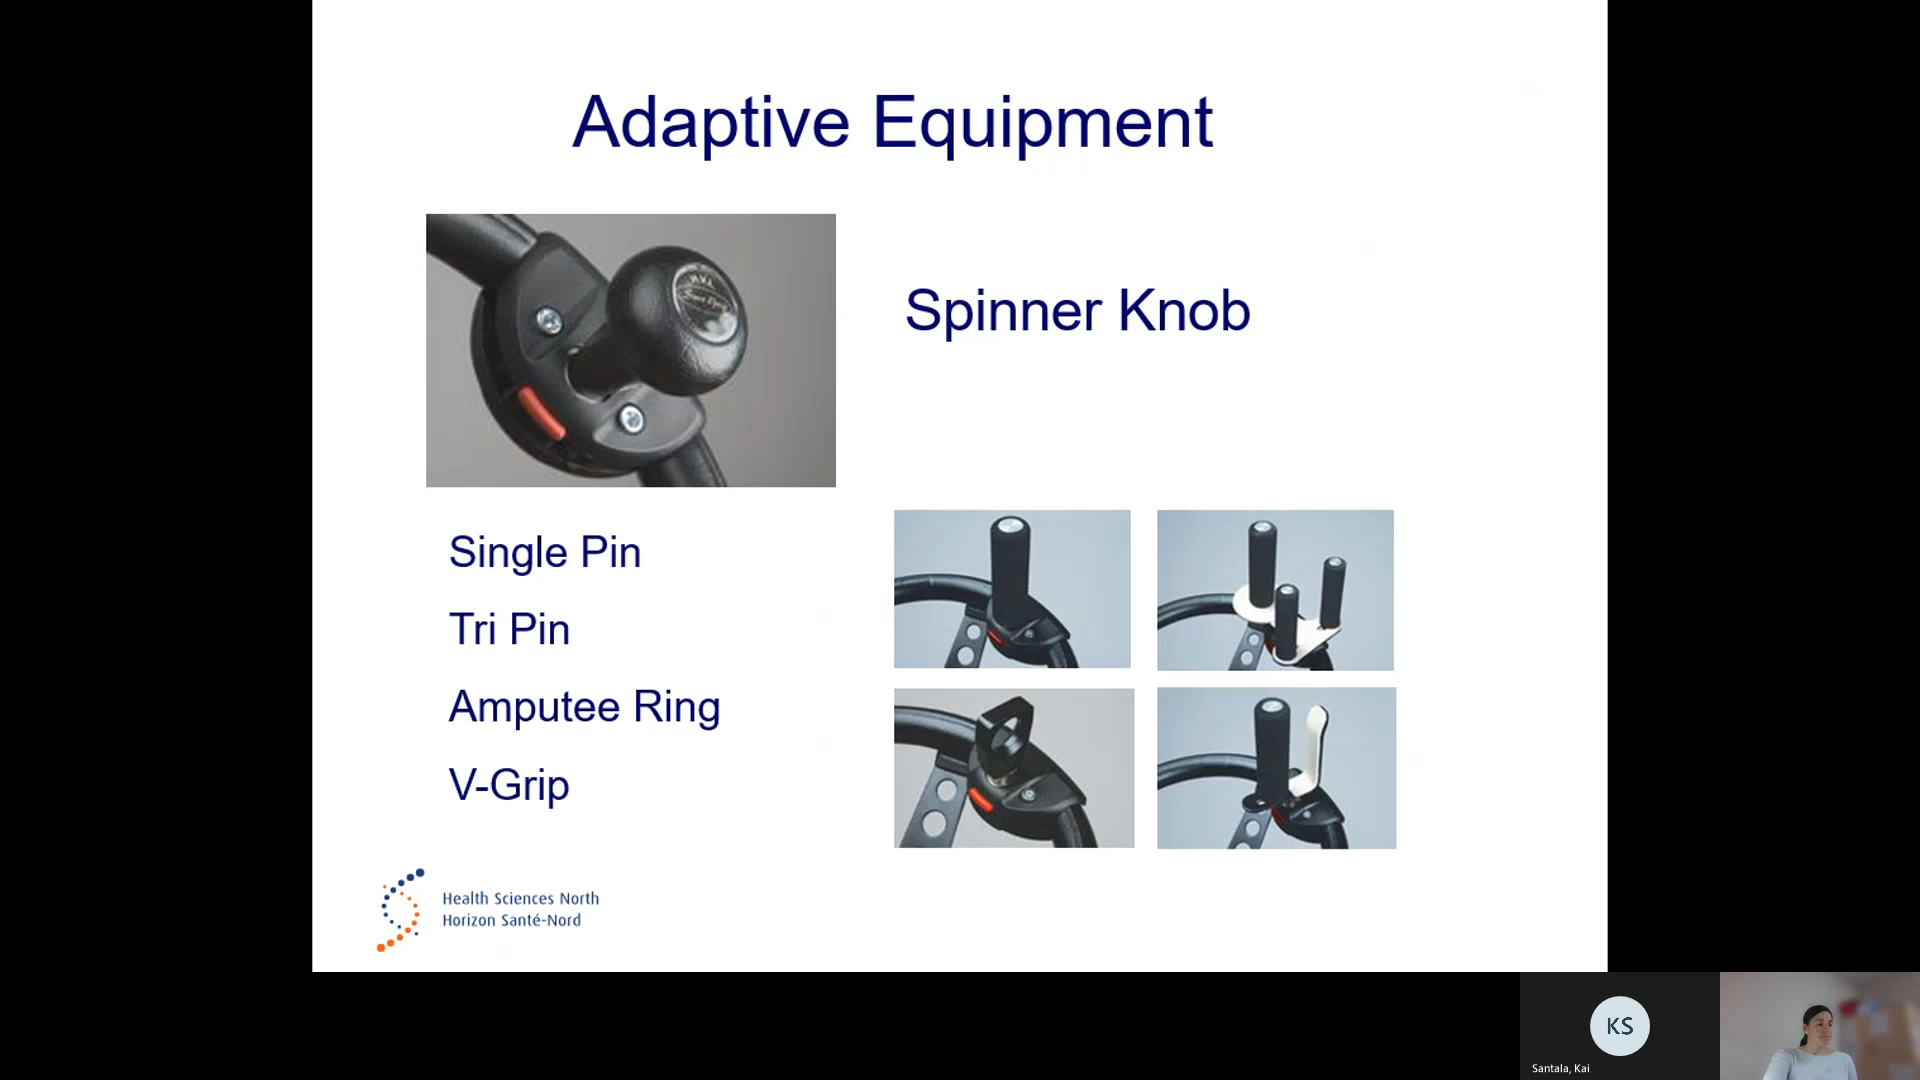 Adaptive Equipment
Spinner Knob
Single Pin
Tri Pin
Amputee Ring
V-Grip
Health Sciences North
Horizon Santé-Nord
KS
Santala, Kai